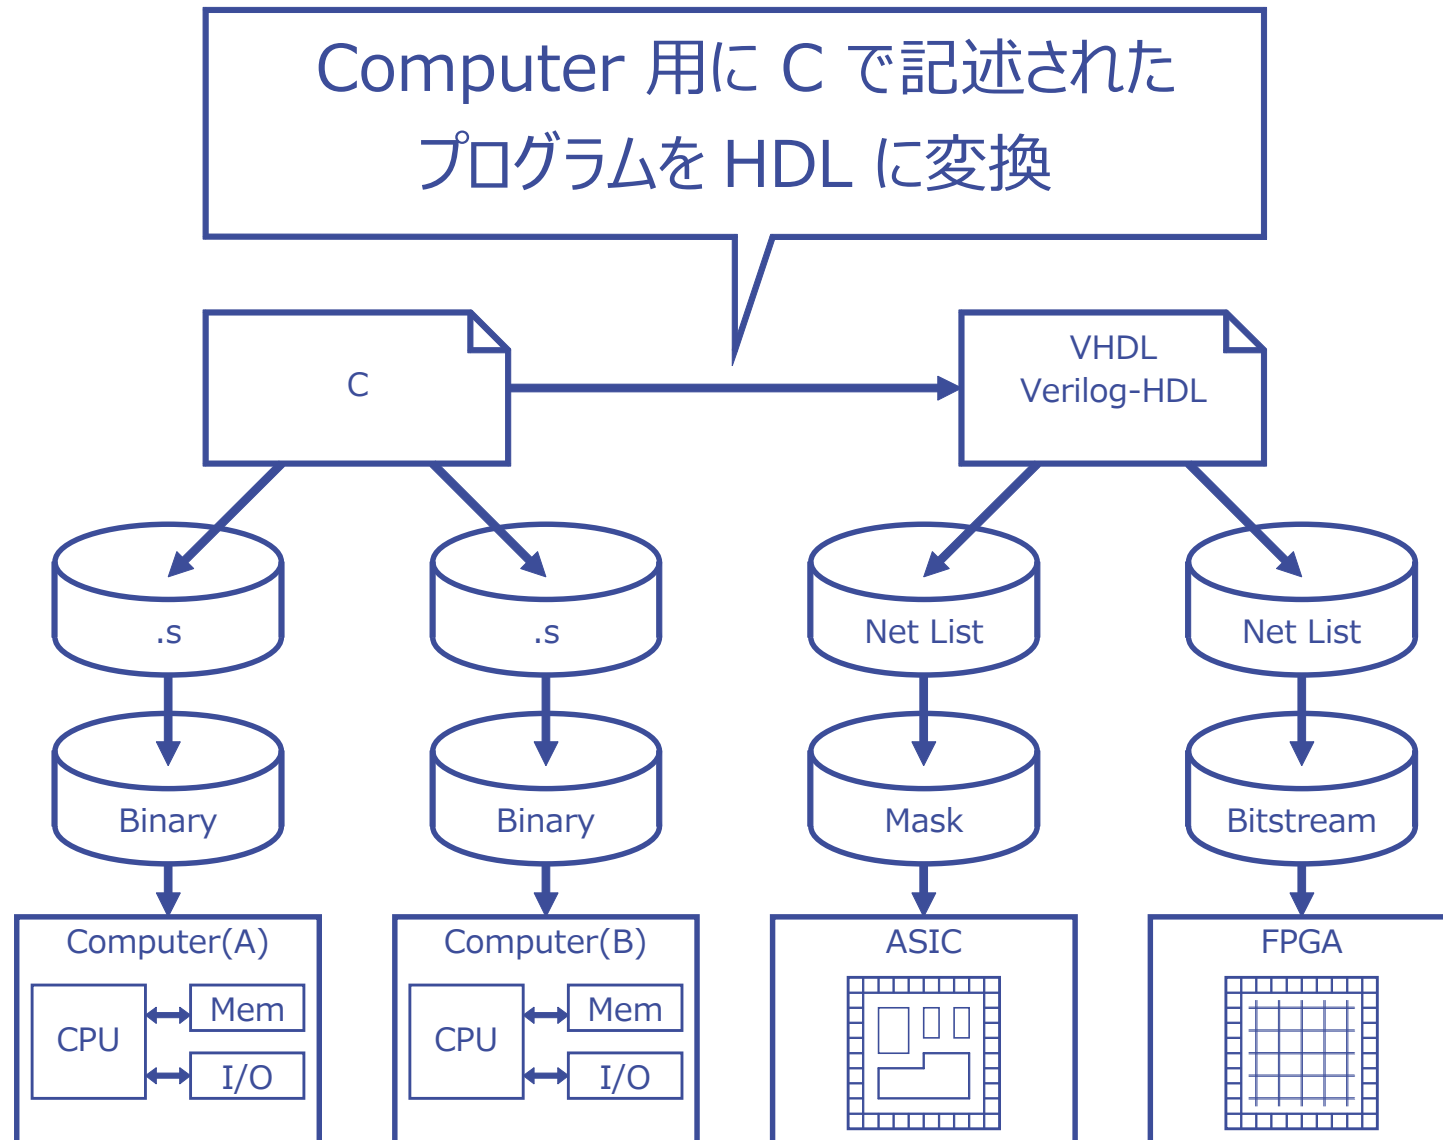 Computer 用に C で記述された
プログラムを HDL に変換
C
VHDL
Verilog-HDL
.s
.s
Net List
Net List
Binary
Binary
Mask
Bitstream
Computer(A)
Computer(B)
ASIC
FPGA
CPU
Mem
I/O
CPU
Mem
I/O